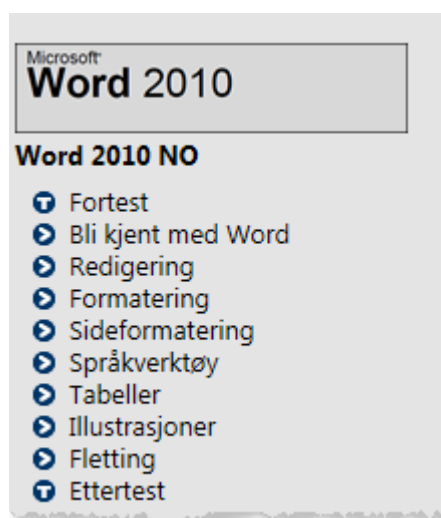 Microsoft
Word 2010
Word 2010 NO
Fortest
Bli kjent med Word
Redigering
Formatering
Sideformatering
Språkverktøy
Tabeller
Illustrasjoner
Fletting
Ettertest